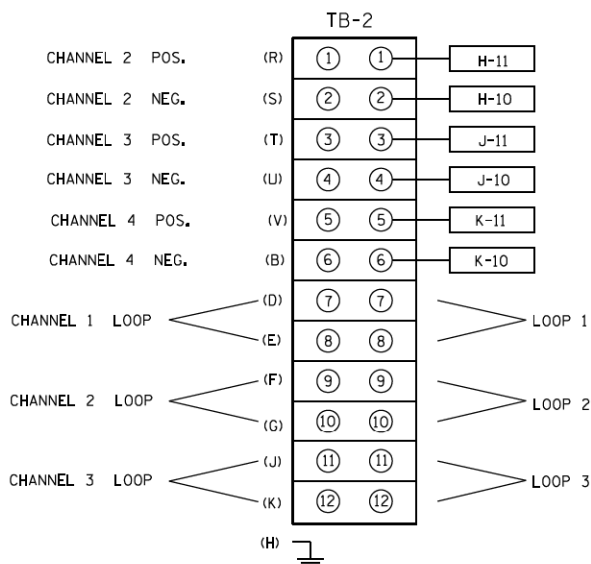 TB-2
CHANNEL 2 POS. (R) 1 1 H-11
CHANNEL 2 NEG. (S) 2 2 H-10
CHANNEL 3 POS. (T) 3 3 J-11
CHANNEL 3 NEG. (U) 4 4 J-10
CHANNEL 4 POS. (V) 5 5 K-11
CHANNEL 4 NEG. (B) 6 6 K-10
(D) 7 7
CHANNEL 1 LOOP LOOP 1
(E) 8 8
(F) 9 9
CHANNEL 2 LOOP LOOP 2
(G) 10 10
(J) 11 11
CHANNEL 3 LOOP LOOP 3
(K) 12 12
(H)